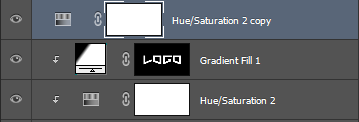 Hue/Saturation 2 copy
LOGO Gradient Fill 1
Hue/Saturation 2